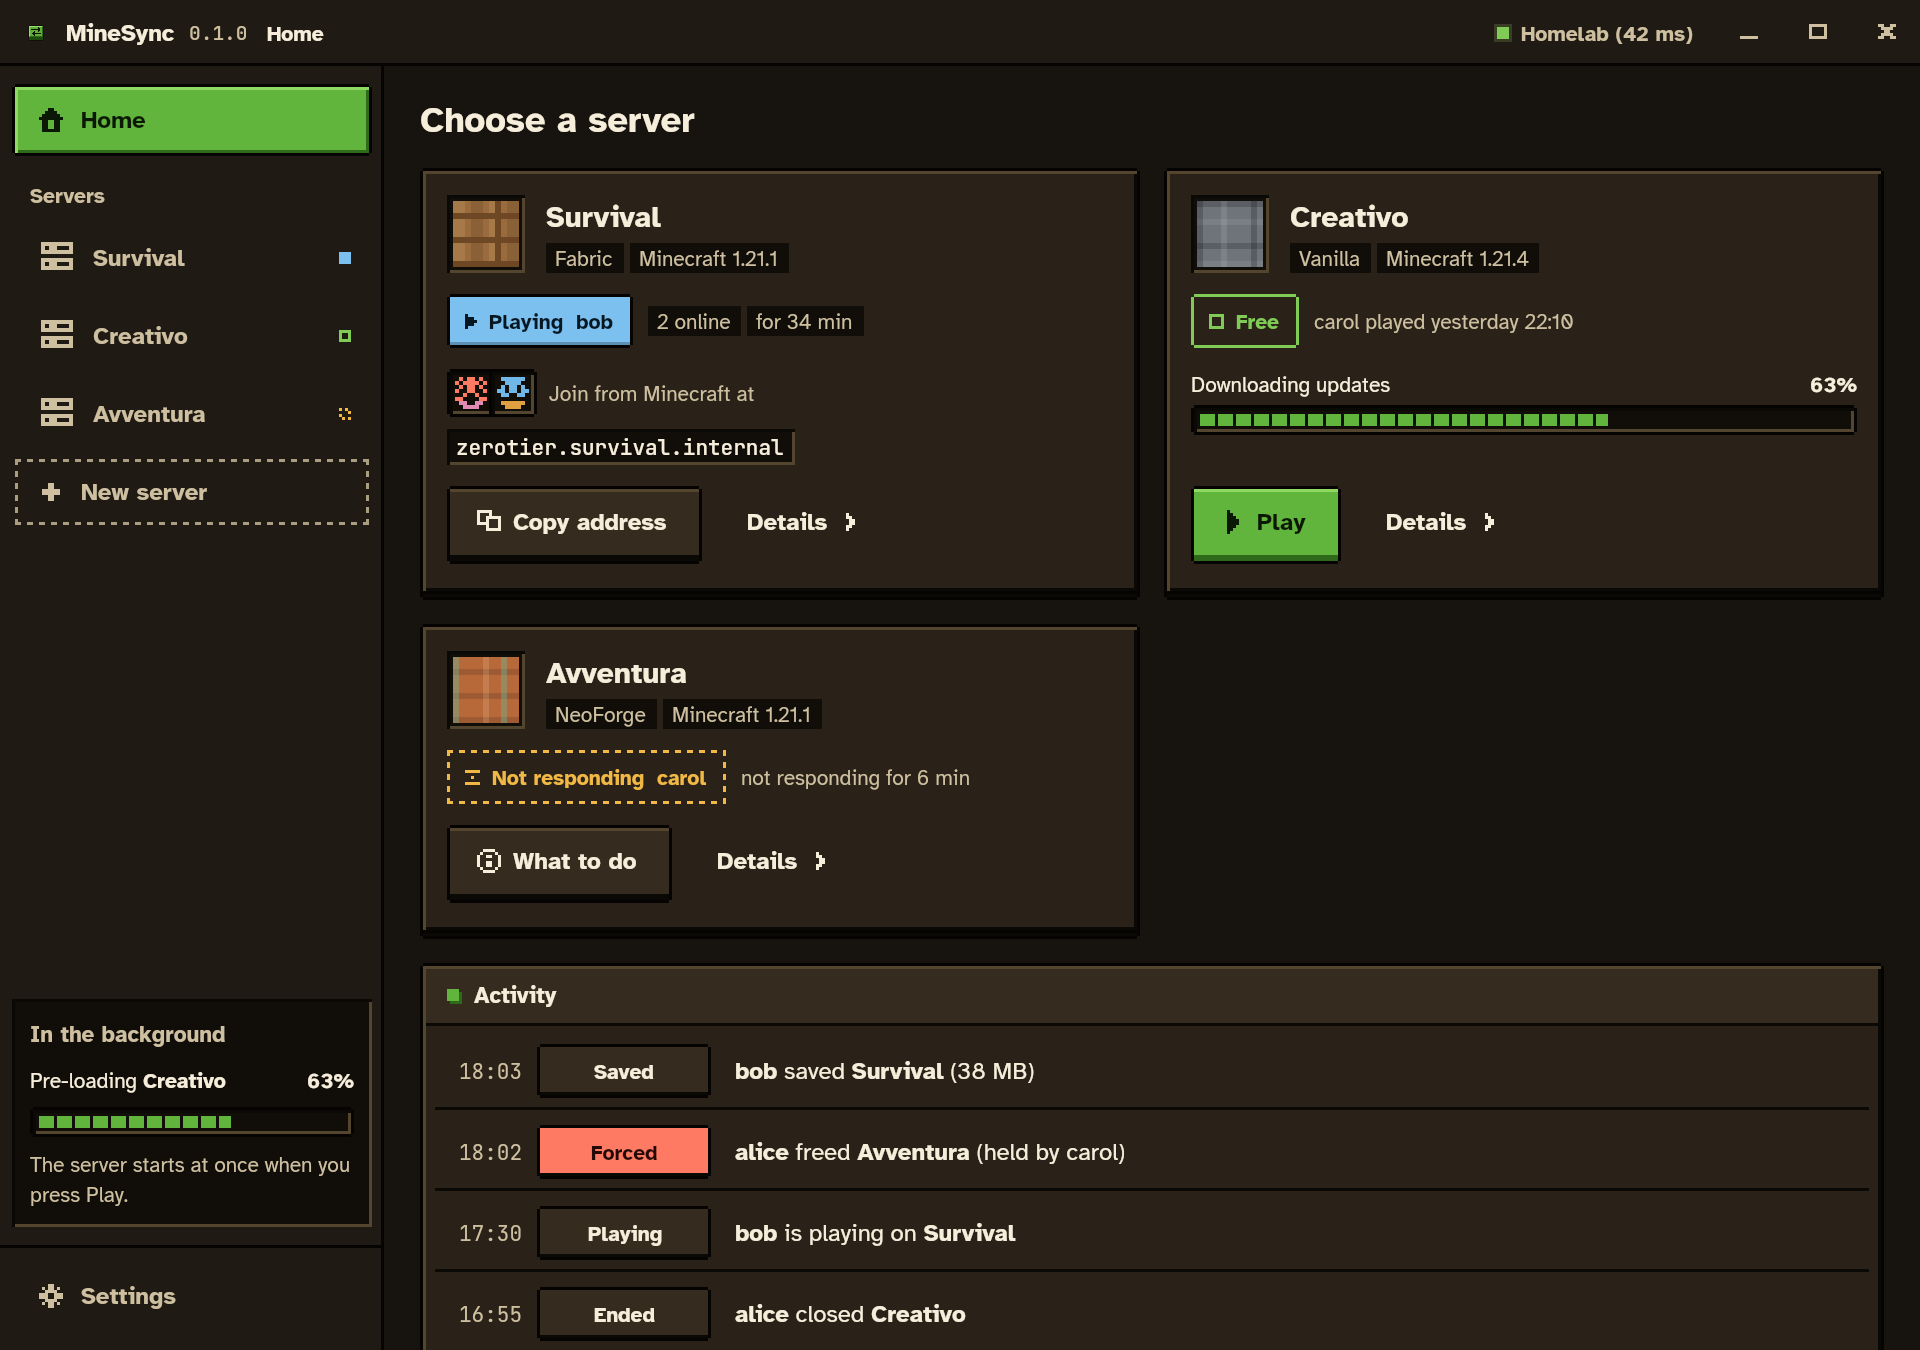 MineSync 0.1.0 Home
Homelab (42 ms)
Home
Servers
Survival
Creativo
Avventura
New server
In the background
Pre-loading Creativo 63%
The server starts at once when you
press Play.
Settings
Choose a server
Survival
Fabric Minecraft 1.21.1
Playing bob 2 online for 34 min
Join from Minecraft at
zerotier.survival.internal
Copy address Details
Creativo
Vanilla Minecraft 1.21.4
Free carol played yesterday 22:10
Downloading updates 63%
Play Details
Avventura
NeoForge Minecraft 1.21.1
Not responding carol not responding for 6 min
What to do Details
Activity
18:03 Saved bob saved Survival (38 MB)
18:02 Forced alice freed Avventura (held by carol)
17:30 Playing bob is playing on Survival
16:55 Ended alice closed Creativo